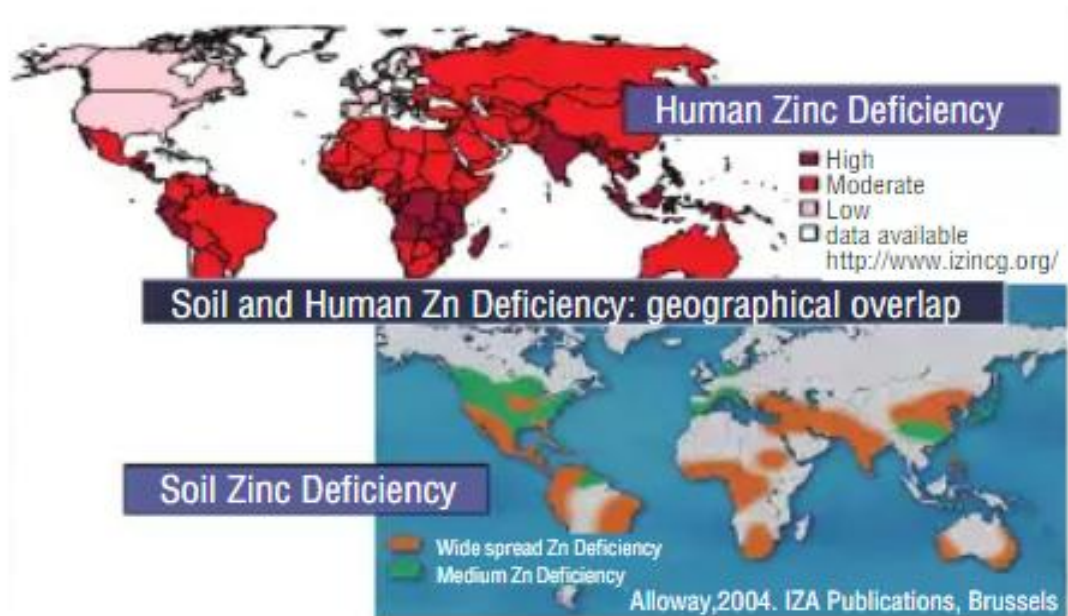 Human Zinc Deficiency
High
Moderate
Low
data available
http://www.izincg.org/
Soil and Human Zn Deficiency: geographical overlap
Soil Zinc Deficiency
Wide spread Zn Deficiency
Medium Zn Deficiency
Alloway,2004. IZA Publications, Brussels